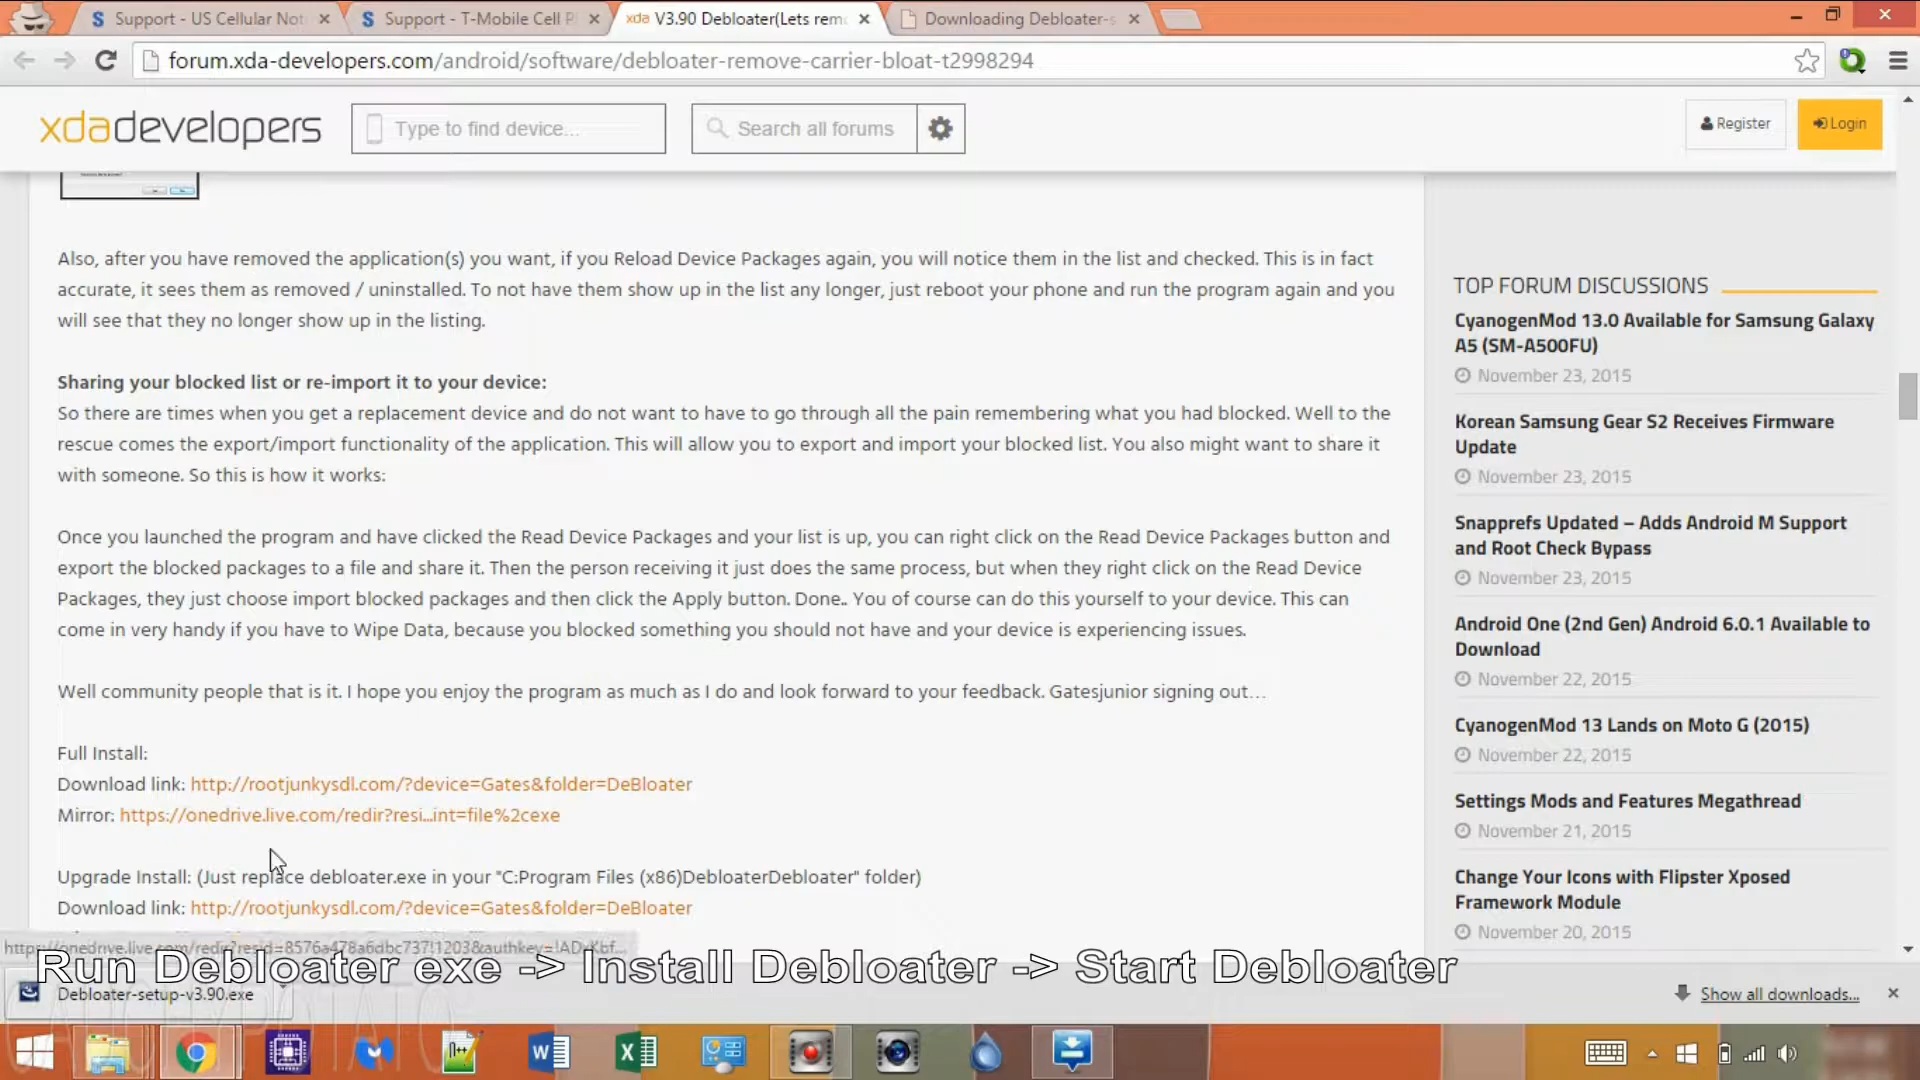 Support - US Cellular Not
Support - T-Mobile Cell P
xda V3.90 Debloater(Lets rem
Downloading Debloater-s
forum.xda-developers.com/android/software/debloater-remove-carrier-bloat-t2998294
xdadevelopers
Type to find device...
Search all forums
Register
Login
Also, after you have removed the application(s) you want, if you Reload Device Packages again, you will notice them in the list and checked. This is in fact
accurate, it sees them as removed / uninstalled. To not have them show up in the list any longer, just reboot your phone and run the program again and you
will see that they no longer show up in the listing.
Sharing your blocked list or re-import it to your device:
So there are times when you get a replacement device and do not want to have to go through all the pain remembering what you had blocked. Well to the
rescue comes the export/import functionality of the application. This will allow you to export and import your blocked list. You also might want to share it
with someone. So this is how it works:
Once you launched the program and have clicked the Read Device Packages and your list is up, you can right click on the Read Device Packages button and
export the blocked packages to a file and share it. Then the person receiving it just does the same process, but when they right click on the Read Device
Packages, they just choose import blocked packages and then click the Apply button. Done.. You of course can do this yourself to your device. This can
come in very handy if you have to Wipe Data, because you blocked something you should not have and your device is experiencing issues.
Well community people that is it. I hope you enjoy the program as much as I do and look forward to your feedback. Gatesjunior signing out...
Full Install:
Download link: http://rootjunkysdl.com/?device=Gates&folder=DeBloater
Mirror: https://onedrive.live.com/redir?resi...int=file%2cexe
Upgrade Install: (Just replace debloater.exe in your "C:Program Files (x86)DebloaterDebloater" folder)
Download link: http://rootjunkysdl.com/?device=Gates&folder=DeBloater
TOP FORUM DISCUSSIONS
CyanogenMod 13.0 Available for Samsung Galaxy
A5 (SM-A500FU)
November 23, 2015
Korean Samsung Gear S2 Receives Firmware
Update
November 23, 2015
Snapprefs Updated – Adds Android M Support
and Root Check Bypass
November 23, 2015
Android One (2nd Gen) Android 6.0.1 Available to
Download
November 22, 2015
CyanogenMod 13 Lands on Moto G (2015)
November 22, 2015
Settings Mods and Features Megathread
November 21, 2015
Change Your Icons with Flipster Xposed
Framework Module
November 20, 2015
https://onedrive.live.com/redir?resid=8576a478a6dbc737!1203&authkey=!ADyKbf...
Run Debloater exe -> Install Debloater -> Start Debloater
Debloater-setup-v3.90.exe
Show all downloads...